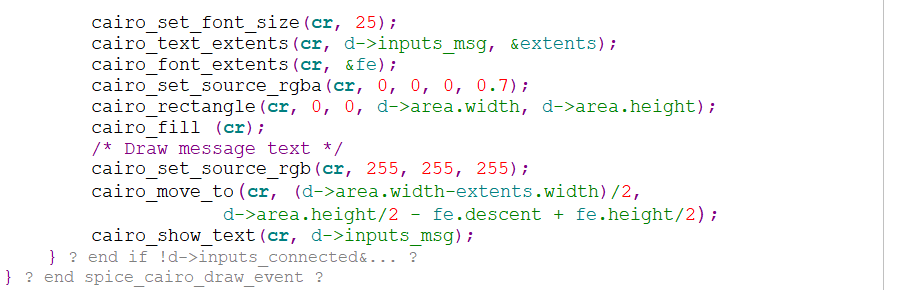 cairo_set_font_size(cr, 25);
cairo_text_extents(cr, d->inputs_msg, &extents);
cairo_font_extents(cr, &fe);
cairo_set_source_rgba(cr, 0, 0, 0, 0.7);
cairo_rectangle(cr, 0, 0, d->area.width, d->area.height);
cairo_fill (cr);
/* Draw message text */
cairo_set_source_rgb(cr, 255, 255, 255);
cairo_move_to(cr, (d->area.width-extents.width)/2,
d->area.height/2 - fe.descent + fe.height/2);
cairo_show_text(cr, d->inputs_msg);
} ? end if !d->inputs_connected&... ?
} ? end spice_cairo_draw_event ?